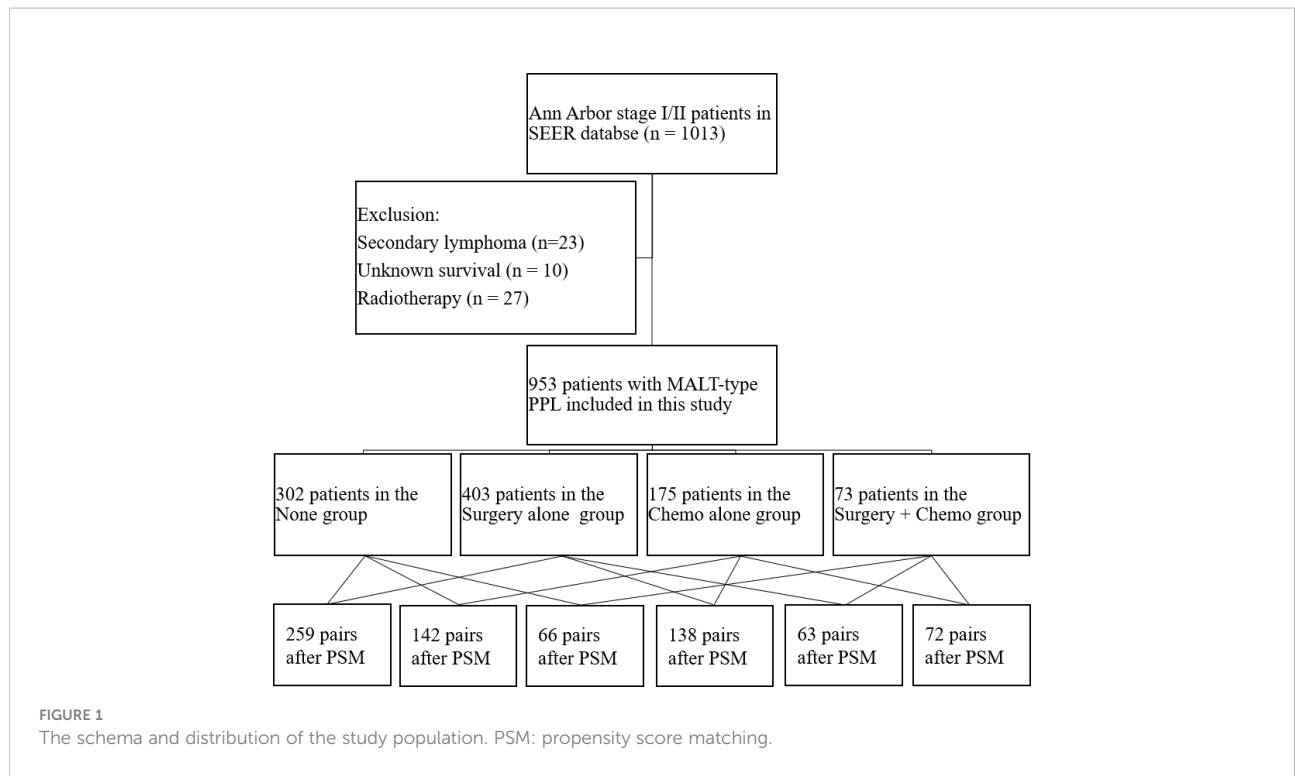 Ann Arbor stage I/II patients in
SEER databse (n = 1013)
Exclusion:
Secondary lymphoma (n=23)
Unknown survival (n = 10)
Radiotherapy (n = 27)
953 patients with MALT-type
PPL included in this study
302 patients in the
None group
403 patients in the
Surgery alone group
175 patients in the
Chemo alone group
73 patients in the
Surgery + Chemo group
259 pairs
after PSM
142 pairs
after PSM
66 pairs
after PSM
138 pairs
after PSM
63 pairs
after PSM
72 pairs
after PSM
FIGURE 1
The schema and distribution of the study population. PSM: propensity score matching.